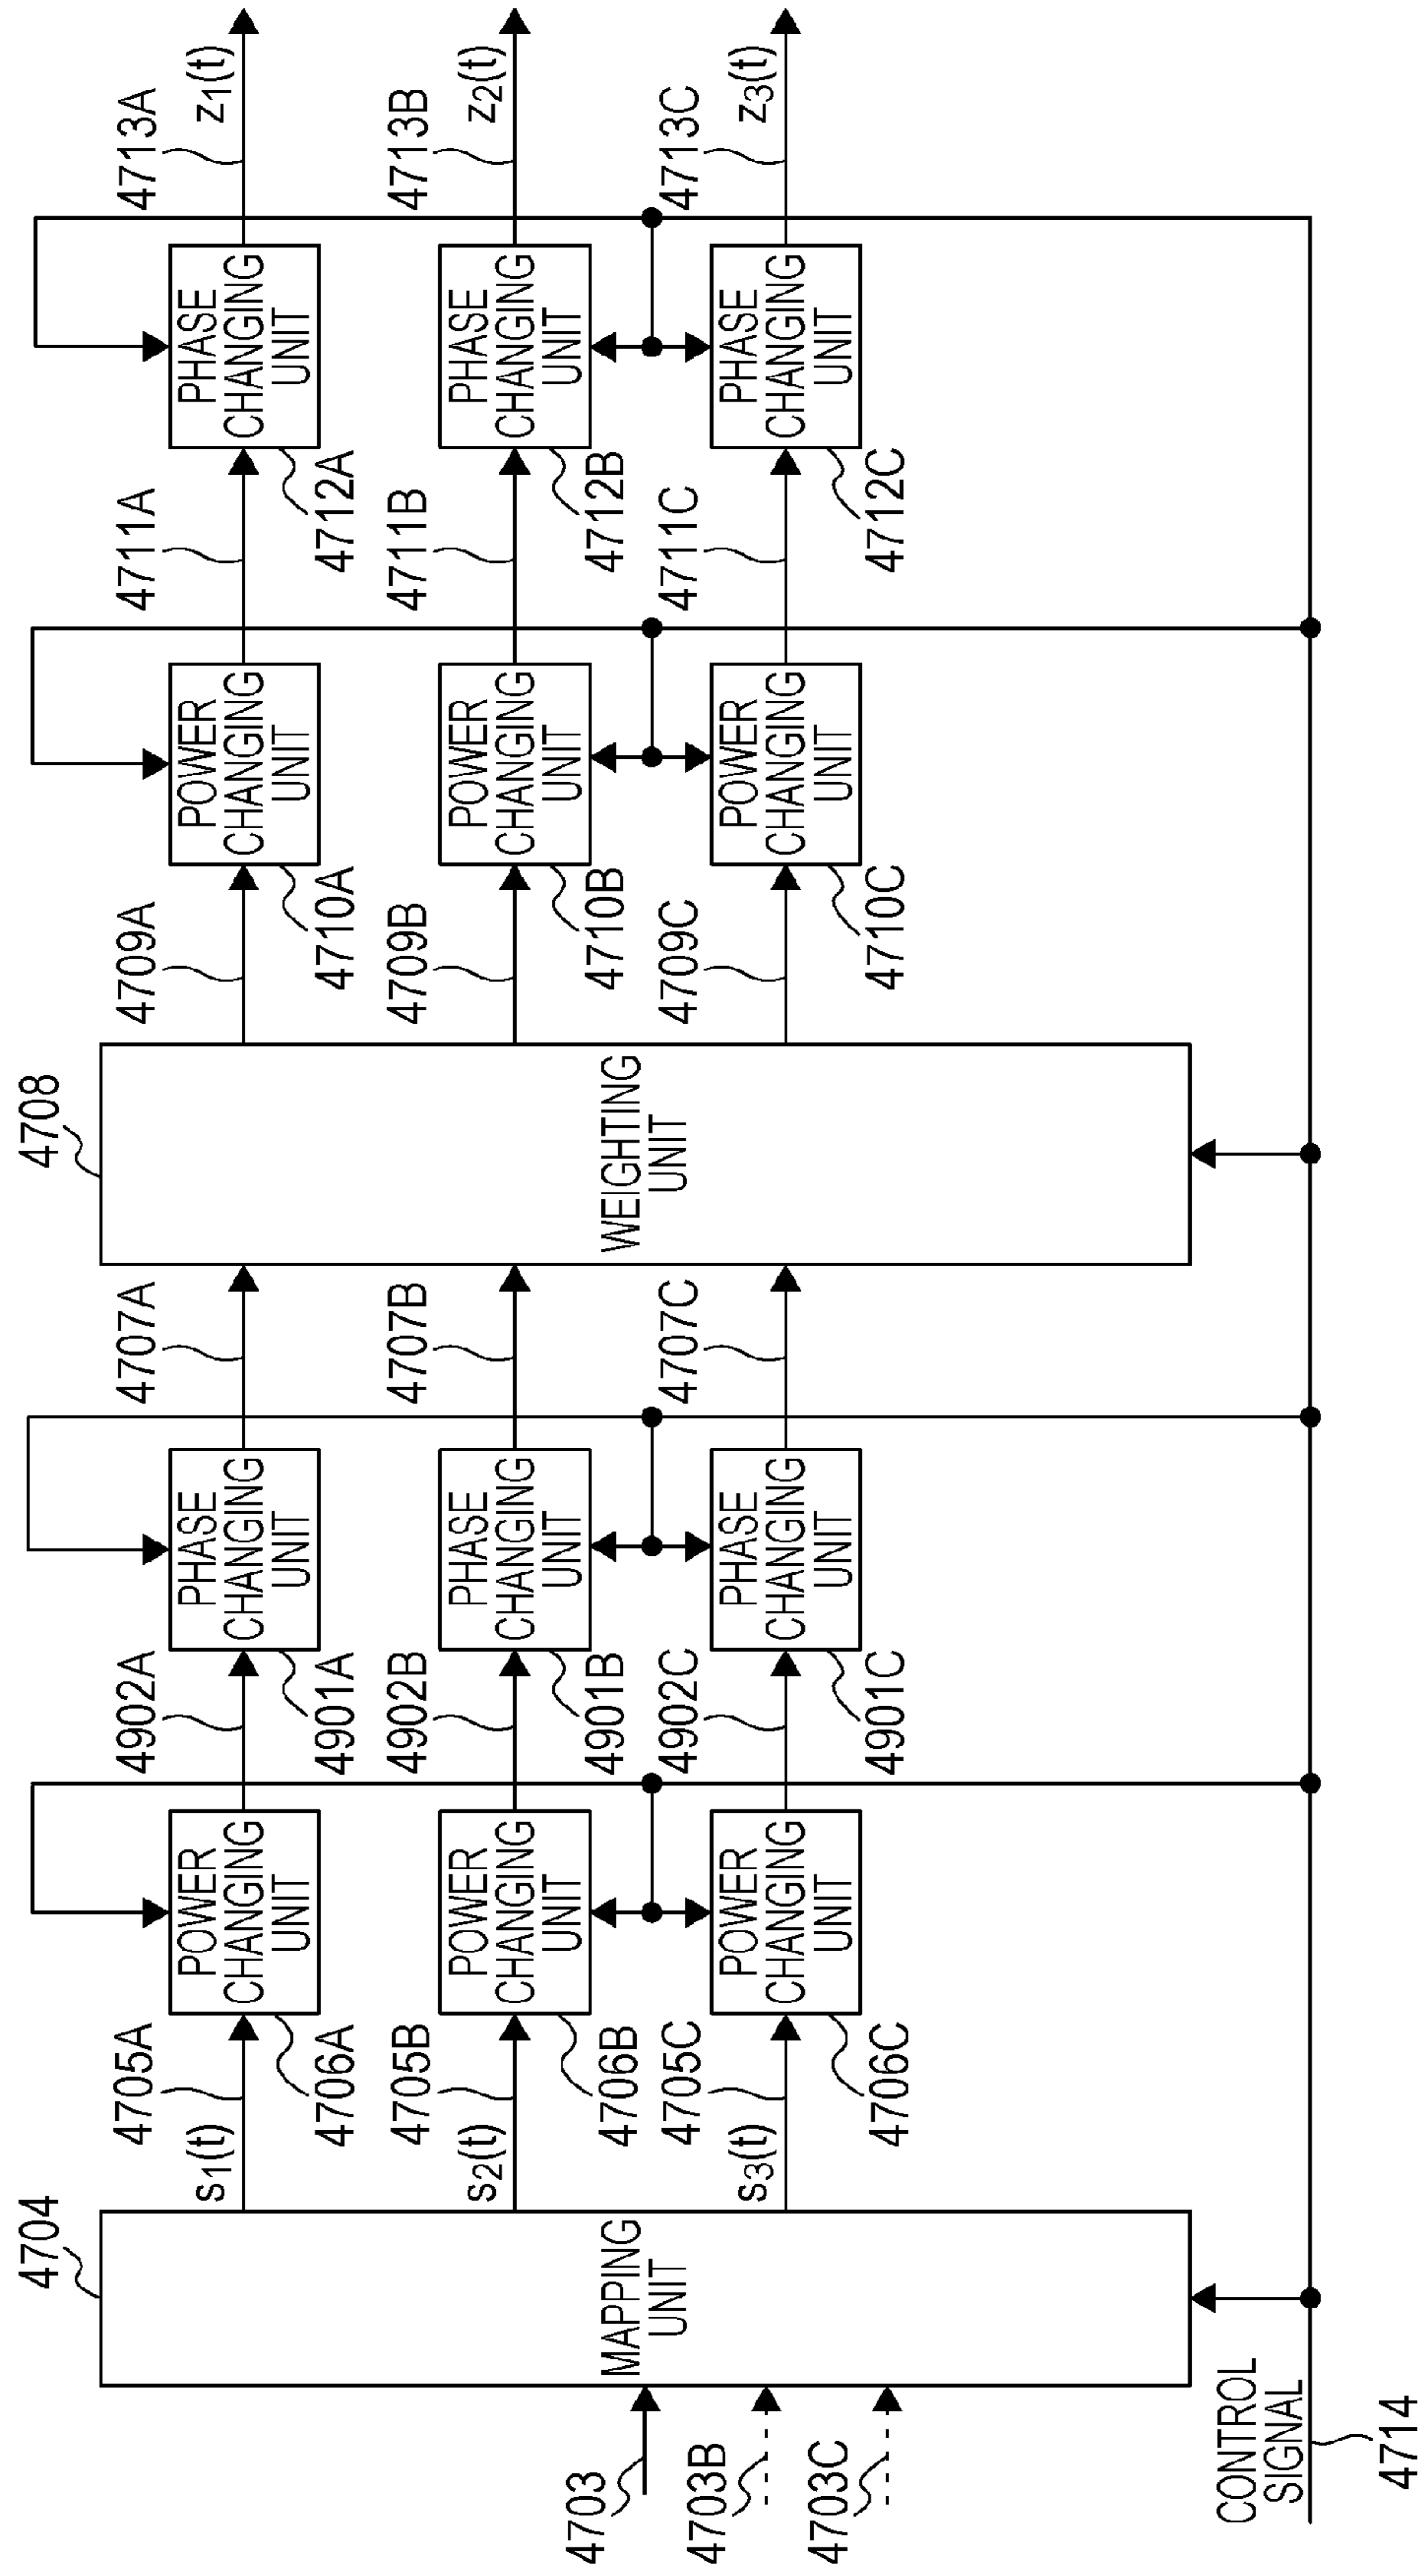 4704
4708
4703
4703B
4703C
MAPPING
UNIT
s1(t)
4705A
s2(t)
4705B
s3(t)
4705C
POWER
CHANGING
UNIT
4706A
POWER
CHANGING
UNIT
4706B
POWER
CHANGING
UNIT
4706C
4902A
4902B
4902C
PHASE
CHANGING
UNIT
4901A
PHASE
CHANGING
UNIT
4901B
PHASE
CHANGING
UNIT
4901C
4707A
4707B
4707C
WEIGHTING
UNIT
4709A
4709B
4709C
POWER
CHANGING
UNIT
4710A
POWER
CHANGING
UNIT
4710B
POWER
CHANGING
UNIT
4710C
4711A
4711B
4711C
PHASE
CHANGING
UNIT
4712A
PHASE
CHANGING
UNIT
4712B
PHASE
CHANGING
UNIT
4712C
4713A
z1(t)
4713B
z2(t)
4713C
z3(t)
CONTROL
SIGNAL
4714